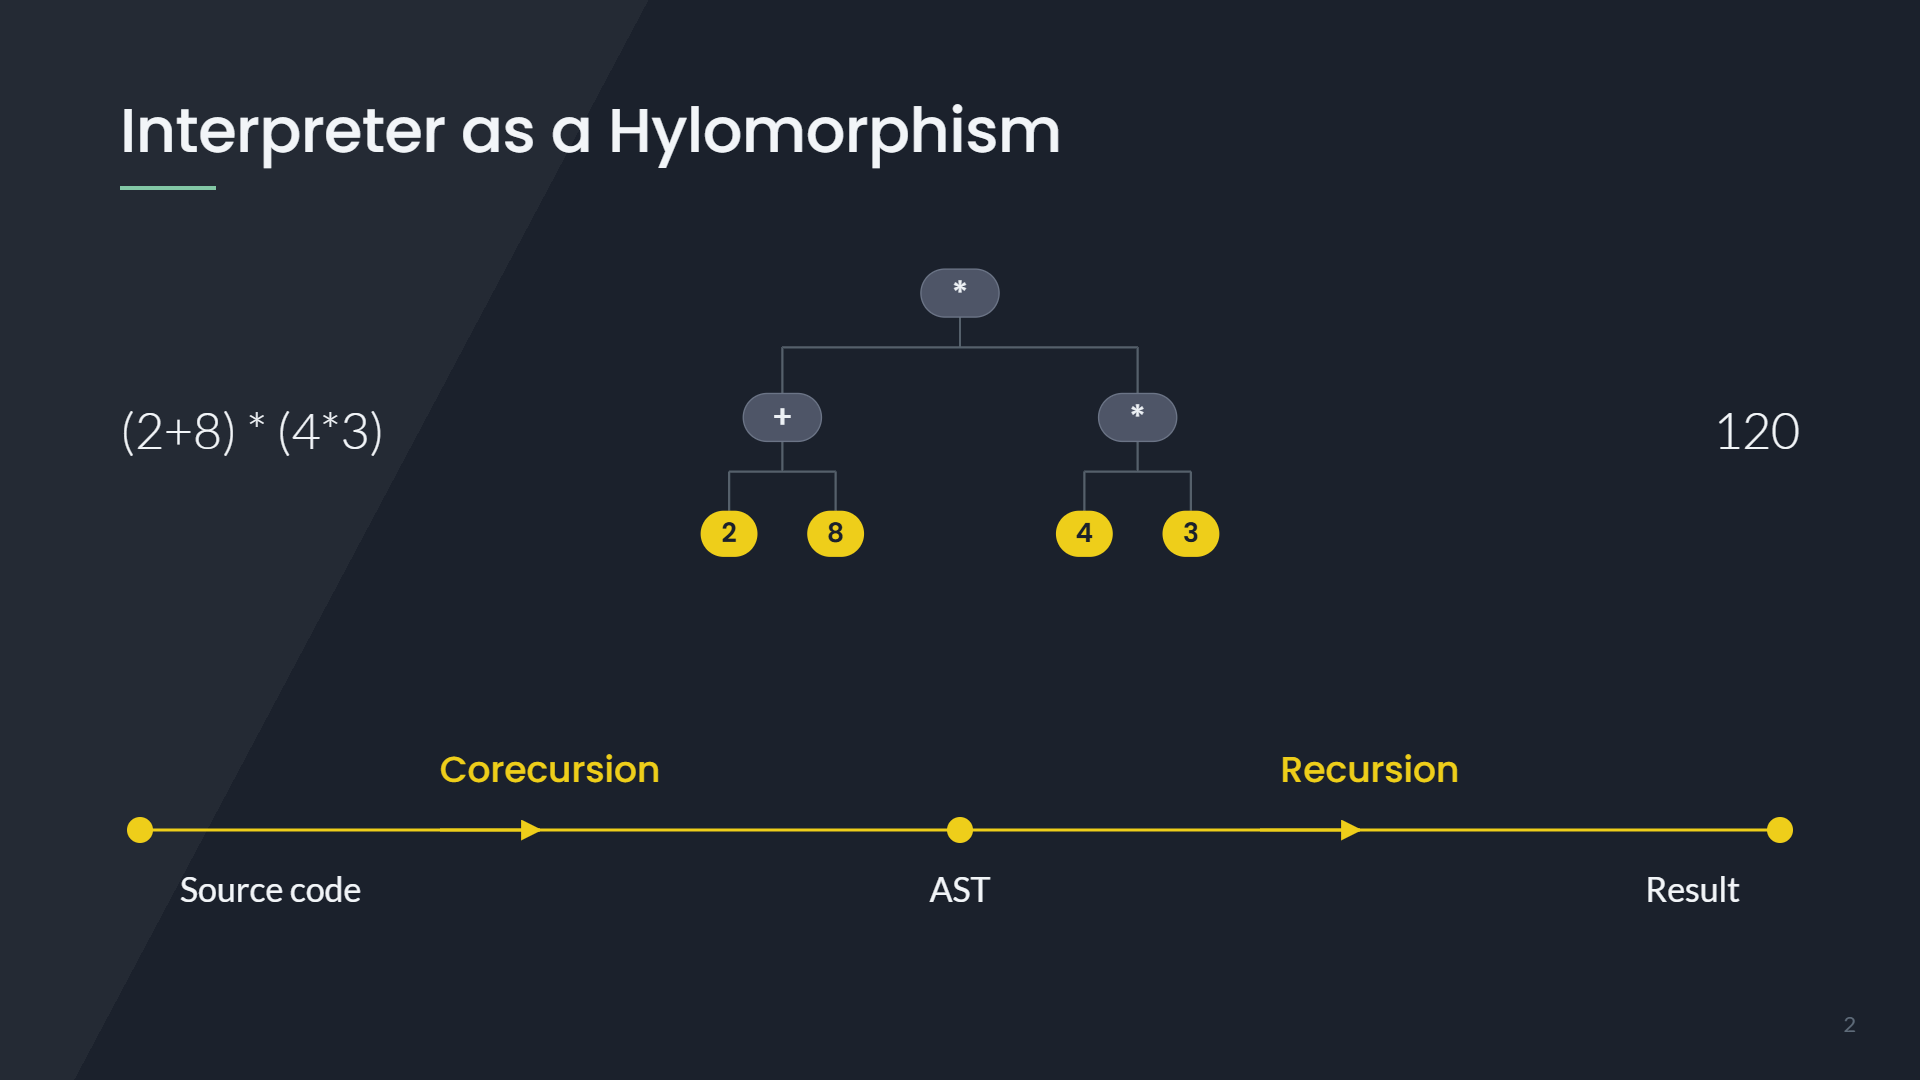 Interpreter as a Hylomorphism
*
+ *
(2+8) * (4*3)
120
2 8 4 3
Corecursion Recursion
Source code AST Result
2